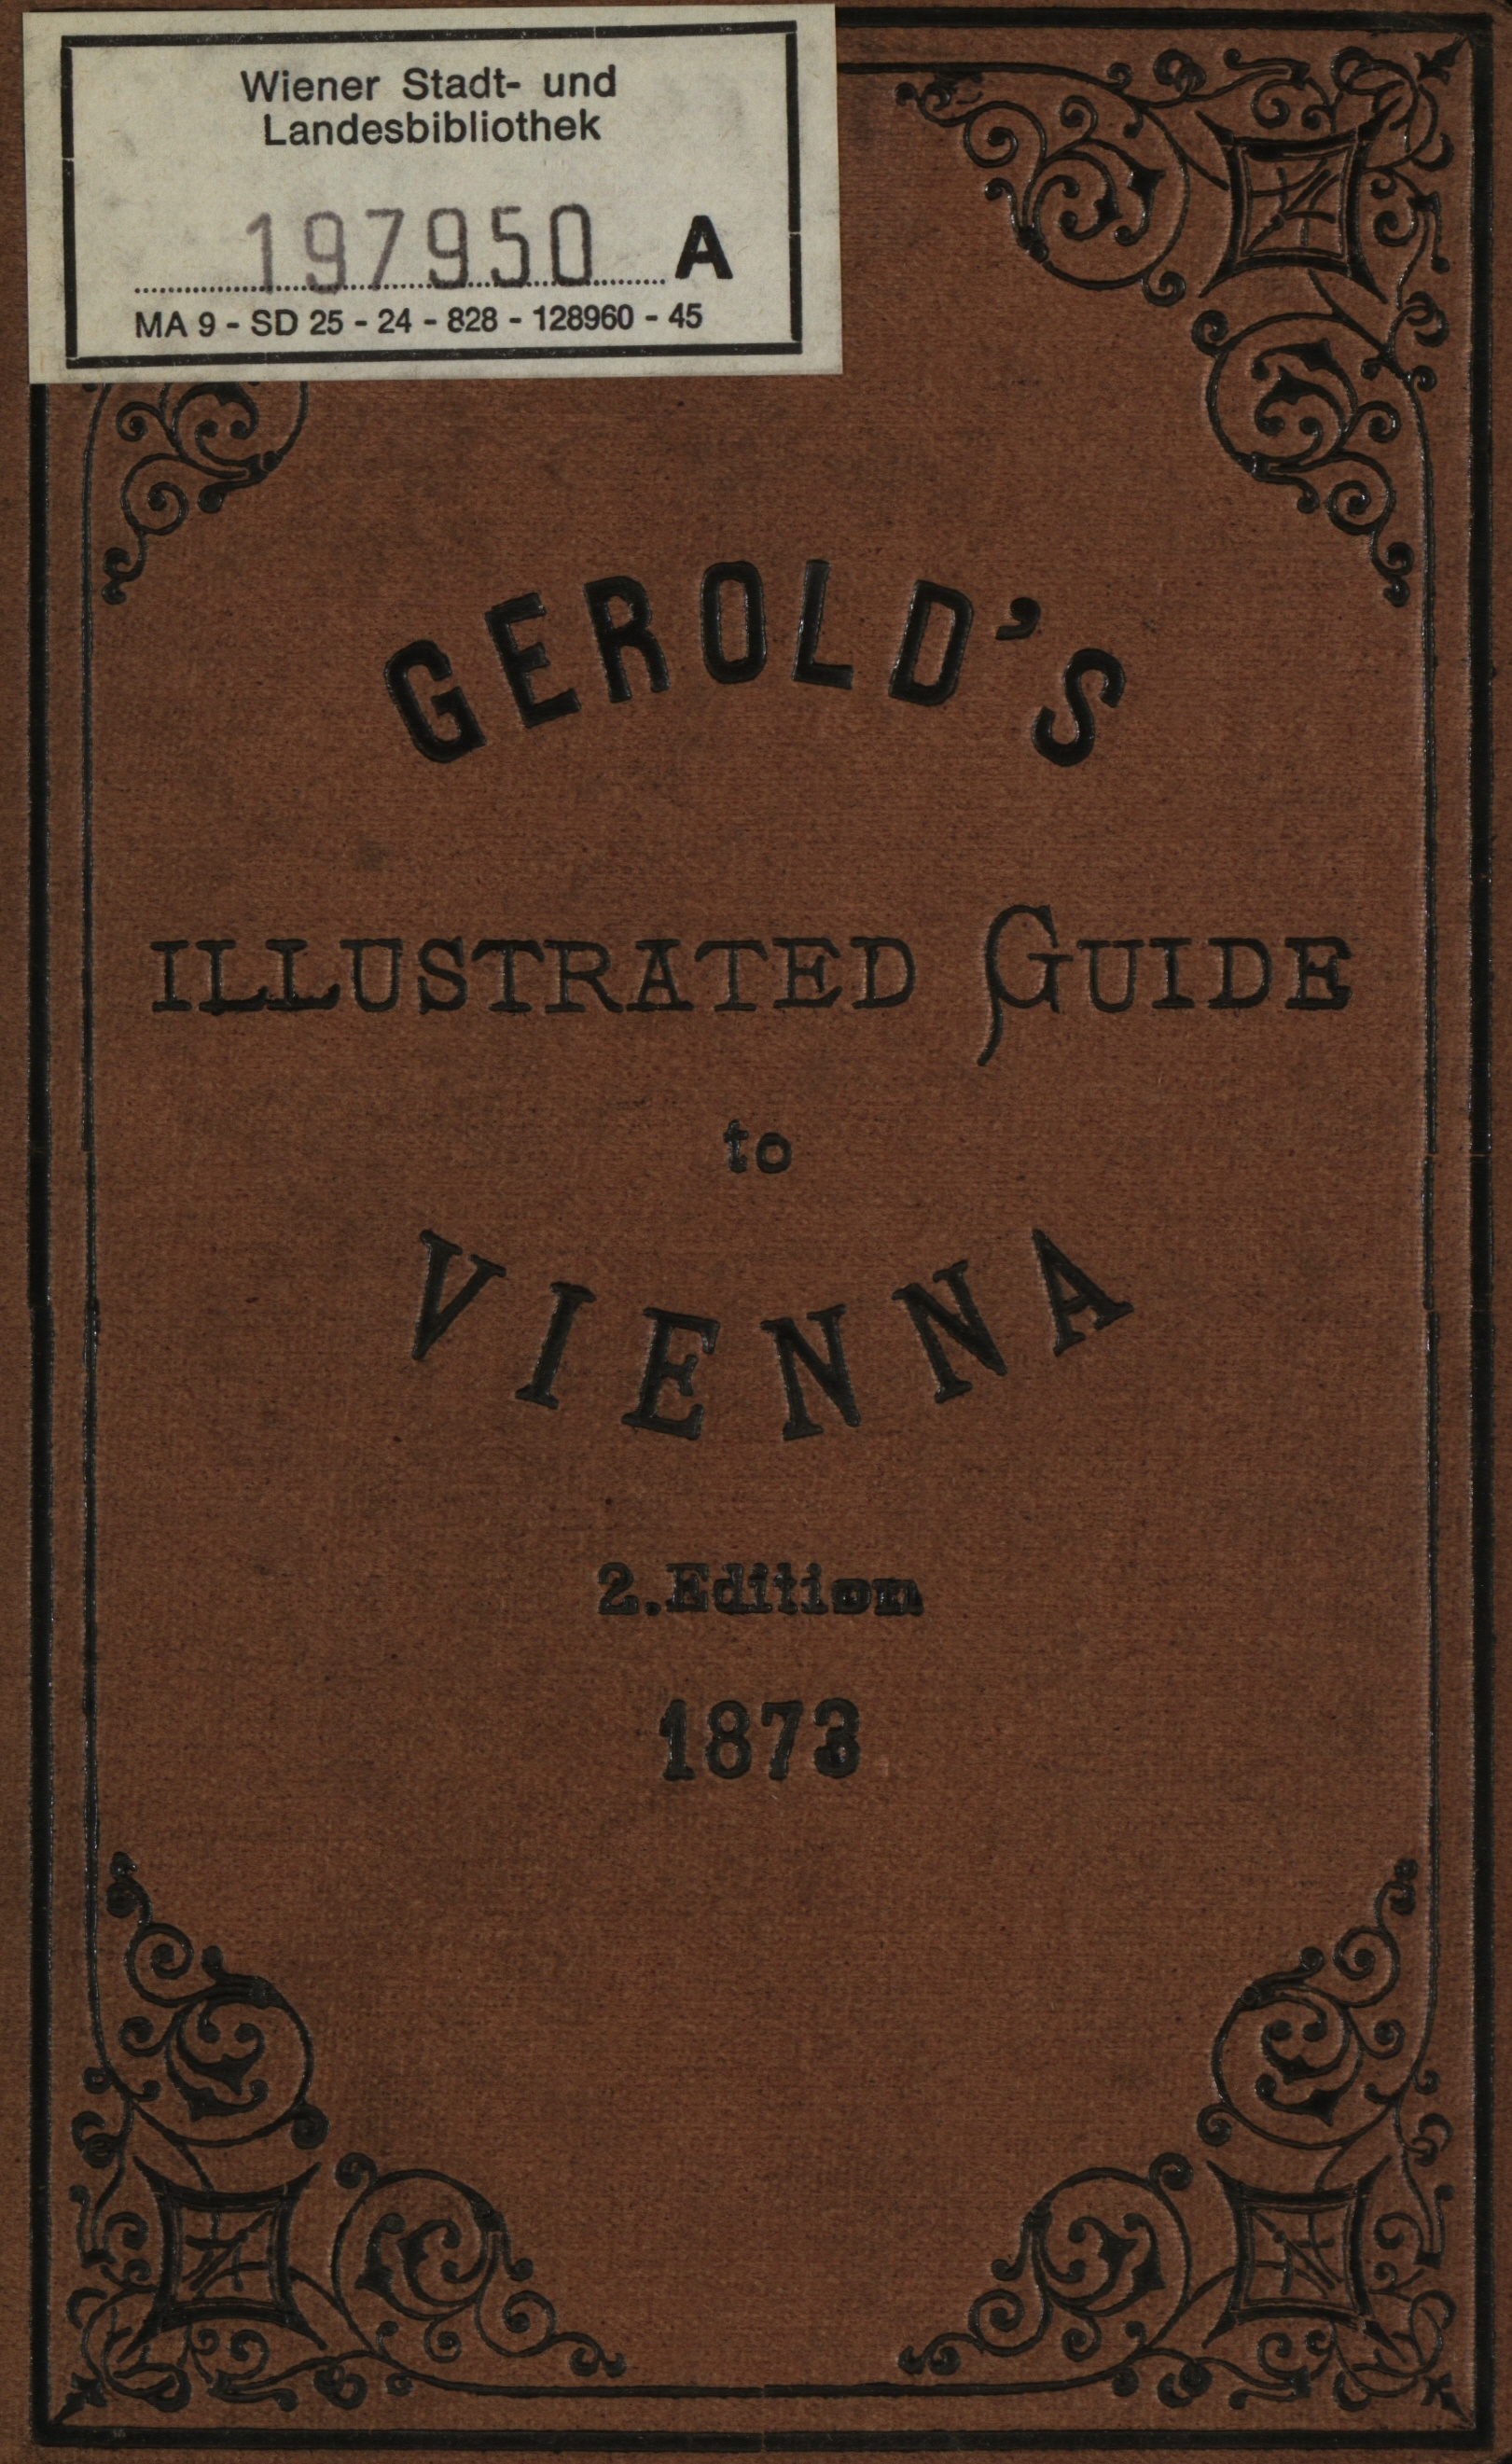 Wiener Stadt- und
Landesbibliothek
197950 A
MA 9 - SD 25 - 24 - 828 - 128960 - 45
GEROLD'S
ILLUSTRATED GUIDE
to
VIENNA
2. Edition
1873